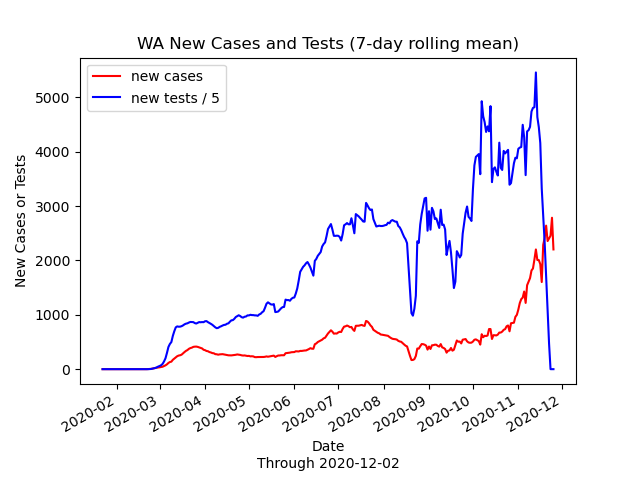 WA New Cases and Tests (7-day rolling mean)
new cases
new tests / 5
New Cases or Tests
5000
4000
3000
2000
1000
0
2020-02
2020-03
2020-04
2020-05
2020-06
2020-07
2020-08
2020-09
2020-10
2020-11
2020-12
Date
Through 2020-12-02